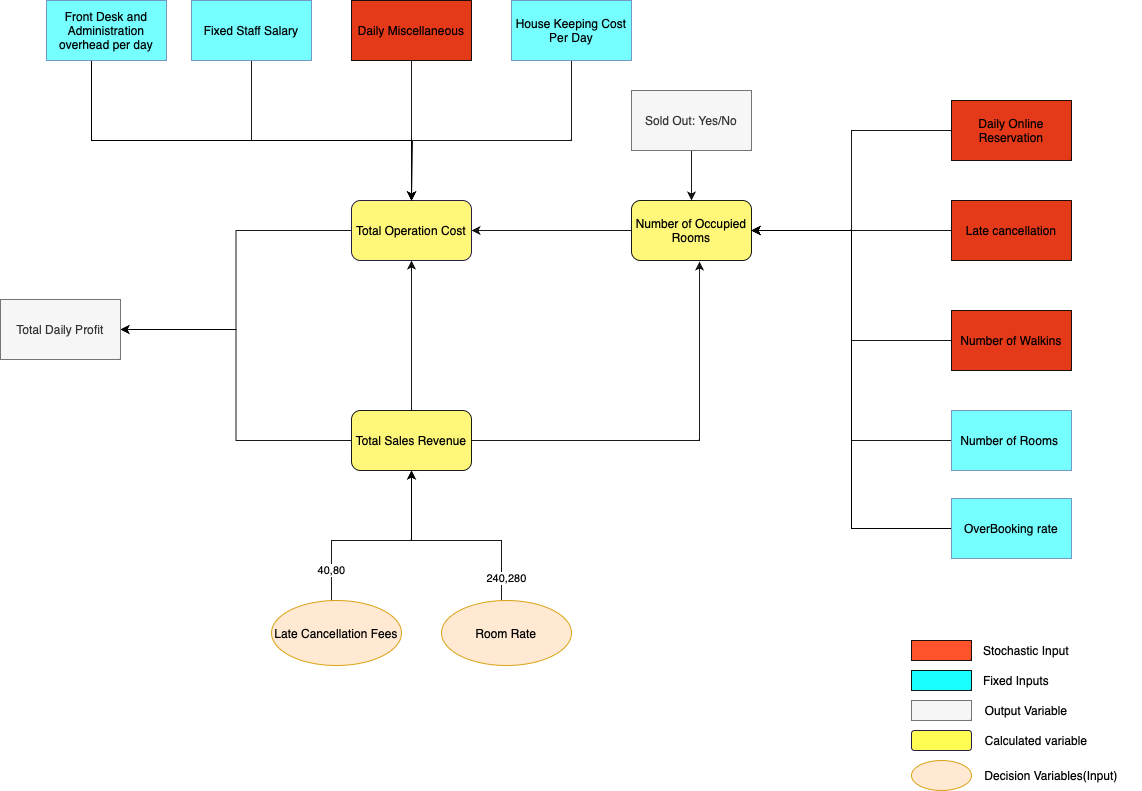 Front Desk and
Administration
overhead per day
Fixed Staff Salary
Daily Miscellaneous
House Keeping Cost
Per Day
Sold Out: Yes/No
Daily Online
Reservation
Total Operation Cost
Number of Occupied
Rooms
Late cancellation
Total Daily Profit
Number of Walkins
Total Sales Revenue
Number of Rooms
OverBooking rate
40,80
240,280
Late Cancellation Fees
Room Rate
Stochastic Input
Fixed Inputs
Output Variable
Calculated variable
Decision Variables(Input)